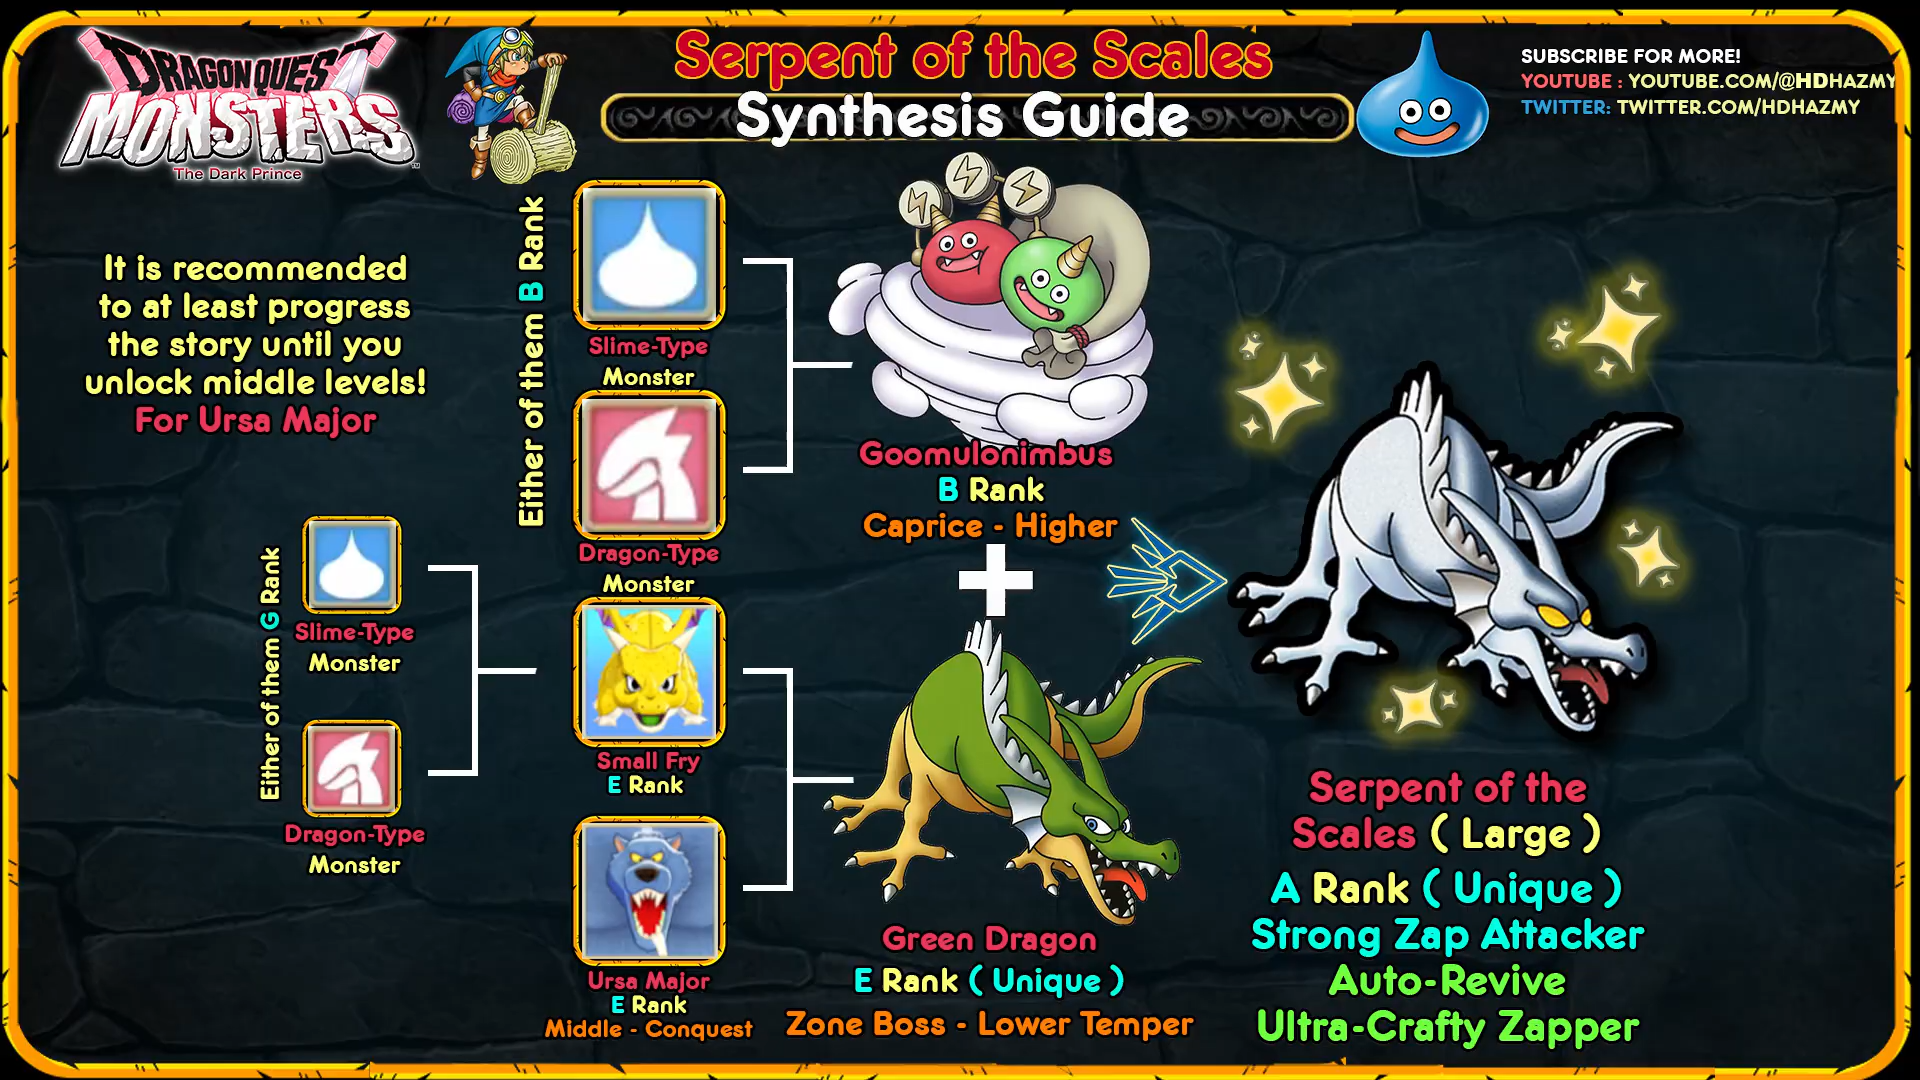 DRAGON QUEST
MONSTERS
The Dark Prince
TM
Serpent of the Scales
Synthesis Guide
SUBSCRIBE FOR MORE!
YOUTUBE : YOUTUBE.COM/@HDHAZMY
TWITTER: TWITTER.COM/HDHAZMY
It is recommended
to at least progress
the story until you
unlock middle levels!
For Ursa Major
Either of them B Rank
Slime-Type
Monster
Dragon-Type
Monster
Either of them G Rank
Slime-Type
Monster
Dragon-Type
Monster
Small Fry
E Rank
Ursa Major
E Rank
Middle - Conquest
Goomulonimbus
B Rank
Caprice - Higher
+
Green Dragon
E Rank ( Unique )
Zone Boss - Lower Temper
Serpent of the
Scales ( Large )
A Rank ( Unique )
Strong Zap Attacker
Auto-Revive
Ultra-Crafty Zapper